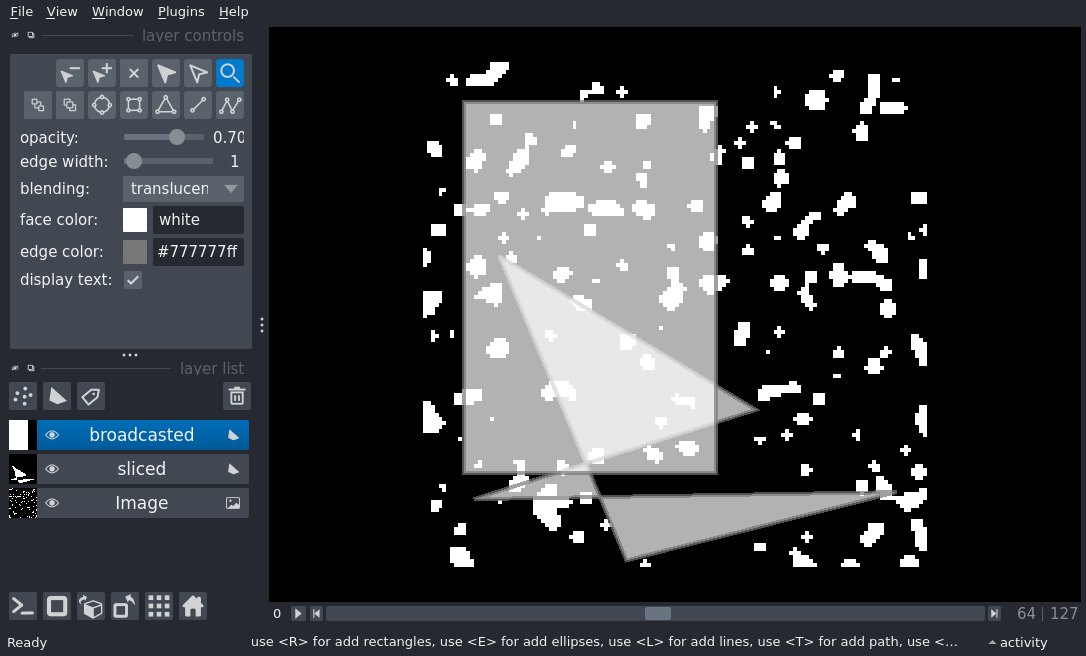 File View Window Plugins Help
layer controls
opacity: 0.70
edge width: 1
blending: translucen
face color: white
edge color: #777777ff
display text:
layer list
broadcasted
sliced
Image
0 64 | 127
Ready use <R> for add rectangles, use <E> for add ellipses, use <L> for add lines, use <T> for add path, use <... activity